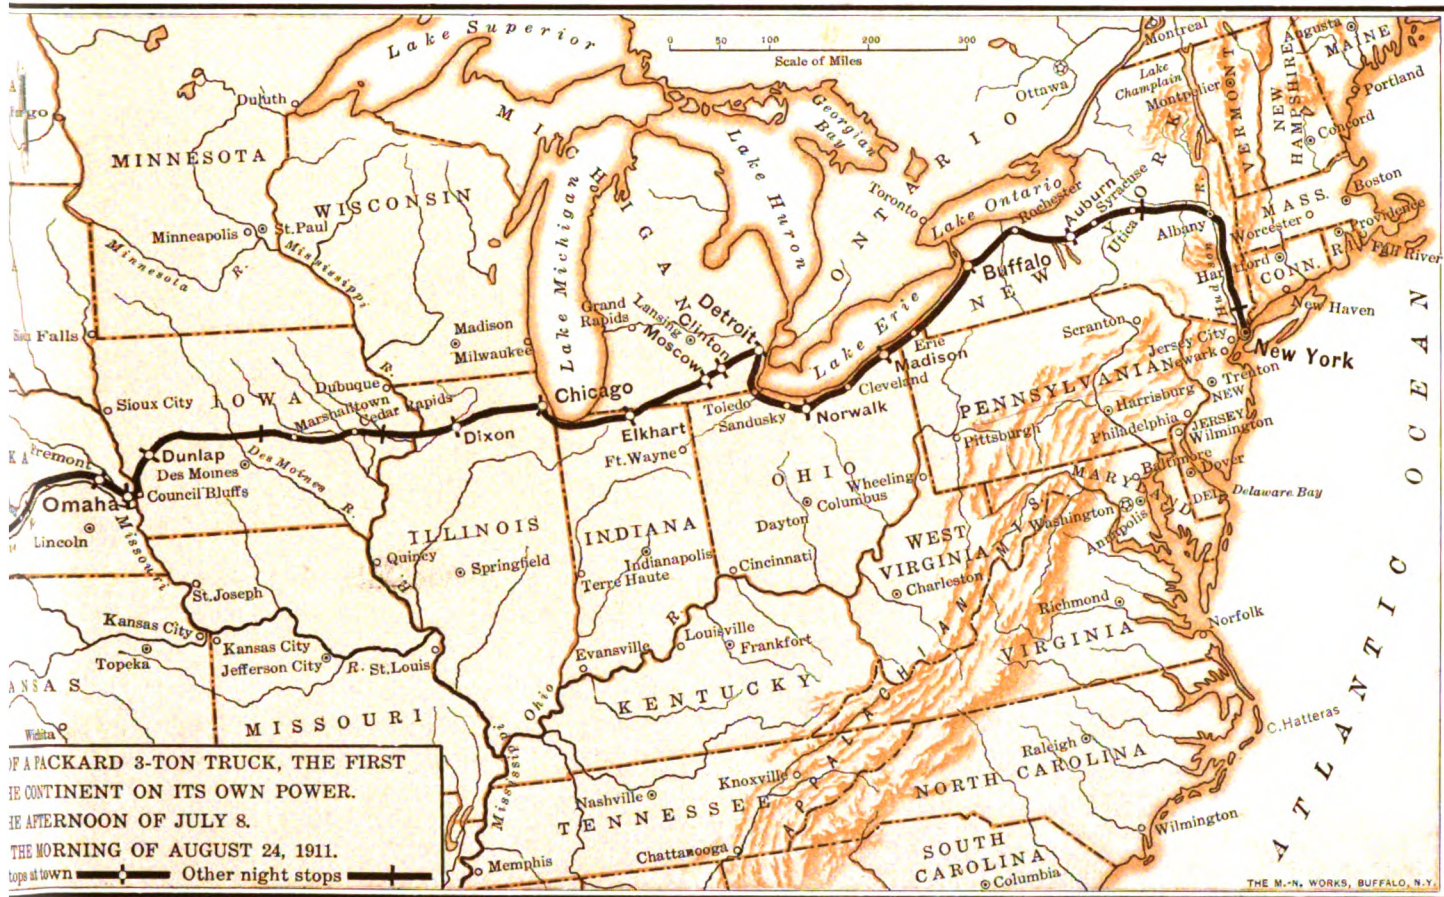 Lake Superior
0 50 100 200 300
Scale of Miles
Montreal
Augusta
MAINE
Ottawa
Lake
Champlain
Montpelier
VERMONT
NEW
HAMPSHIRE
Portland
Concord
Duluth
MICHIGAN
Georgian
Bay
ONTARIO
MINNESOTA
WISCONSIN
Lake Michigan
Lake Huron
Toronto
Lake Ontario
Rochester
Auburn
Syracuse
Utica
NEW YORK
Albany
Hudson
R.
MASS.
Worcester
Boston
Providence
Fall River
R.I.
CONN.
Hartford
New Haven
Minneapolis
St. Paul
Minnesota
R.
Mississippi
R.
Buffalo
Falls
Madison
Milwaukee
Grand
Rapids
Lansing
Detroit
Clinton
Moscow
Lake Erie
Erie
Madison
Cleveland
Scranton
Jersey City
Newark
New York
Trenton
NEW
JERSEY
Sioux City
IOWA
Dubuque
Marshalltown
Cedar Rapids
Chicago
Dixon
Elkhart
Toledo
Sandusky
Norwalk
PENNSYLVANIA
Harrisburg
Philadelphia
Pittsburgh
Wilmington
Fremont
Dunlap
Des Moines
Des Moines R.
Council Bluffs
Omaha
Ft. Wayne
OHIO
Wheeling
Columbus
Dayton
MARYLAND
Baltimore
Dover
DEL.
Delaware Bay
Washington
Annapolis
Lincoln
Missouri
ILLINOIS
INDIANA
WEST
VIRGINIA
Quincy
Springfield
Indianapolis
Terre Haute
Cincinnati
Charleston
St. Joseph
Richmond
Norfolk
Kansas City
Kansas City
Topeka
Jefferson City
R.
St. Louis
Evansville
Louisville
Frankfort
R.
VIRGINIA
ANSAS
MISSOURI
Ohio
KENTUCKY
APPALACHIAN MTS.
Wichita
Mississippi
C. Hatteras
Raleigh
NORTH CAROLINA
Knoxville
Nashville
TENNESSEE
Chattanooga
Memphis
Wilmington
SOUTH
CAROLINA
Columbia
ATLANTIC OCEAN
OF A PACKARD 3-TON TRUCK, THE FIRST
HE CONTINENT ON ITS OWN POWER.
HE AFTERNOON OF JULY 8.
THE MORNING OF AUGUST 24, 1911.
tops at town Other night stops
THE M.-N. WORKS, BUFFALO, N.Y.